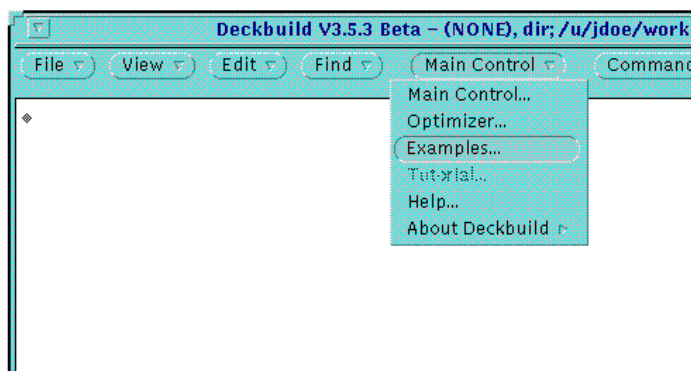 Deckbuild V3.5.3 Beta – (NONE), dir; /u/jdoe/work
File View Edit Find Main Control Command
Main Control...
Optimizer...
Examples...
Tutorial...
Help...
About Deckbuild